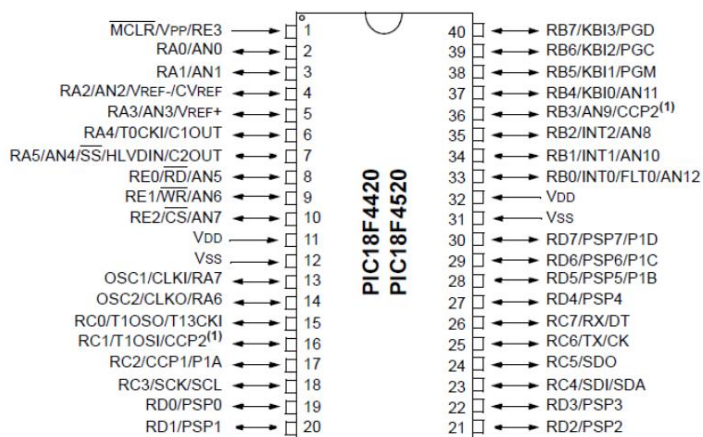 MCLR/VPP/RE3 1
RA0/AN0 2
RA1/AN1 3
RA2/AN2/VREF-/CVREF 4
RA3/AN3/VREF+ 5
RA4/T0CKI/C1OUT 6
RA5/AN4/SS/HLVDIN/C2OUT 7
RE0/RD/AN5 8
RE1/WR/AN6 9
RE2/CS/AN7 10
VDD 11
VSS 12
OSC1/CLKI/RA7 13
OSC2/CLKO/RA6 14
RC0/T1OSO/T13CKI 15
RC1/T1OSI/CCP2(1) 16
RC2/CCP1/P1A 17
RC3/SCK/SCL 18
RD0/PSP0 19
RD1/PSP1 20
PIC18F4420
PIC18F4520
40 RB7/KBI3/PGD
39 RB6/KBI2/PGC
38 RB5/KBI1/PGM
37 RB4/KBI0/AN11
36 RB3/AN9/CCP2(1)
35 RB2/INT2/AN8
34 RB1/INT1/AN10
33 RB0/INT0/FLT0/AN12
32 VDD
31 VSS
30 RD7/PSP7/P1D
29 RD6/PSP6/P1C
28 RD5/PSP5/P1B
27 RD4/PSP4
26 RC7/RX/DT
25 RC6/TX/CK
24 RC5/SDO
23 RC4/SDI/SDA
22 RD3/PSP3
21 RD2/PSP2